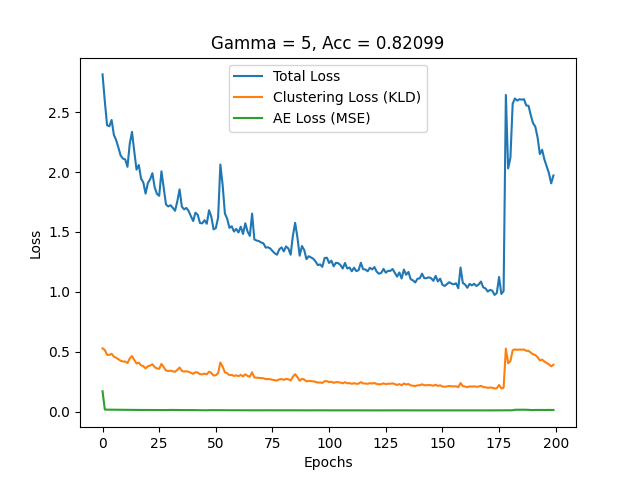 Gamma = 5, Acc = 0.82099
Total Loss
Clustering Loss (KLD)
AE Loss (MSE)
Loss
2.5
2.0
1.5
1.0
0.5
0.0
0 25 50 75 100 125 150 175 200
Epochs